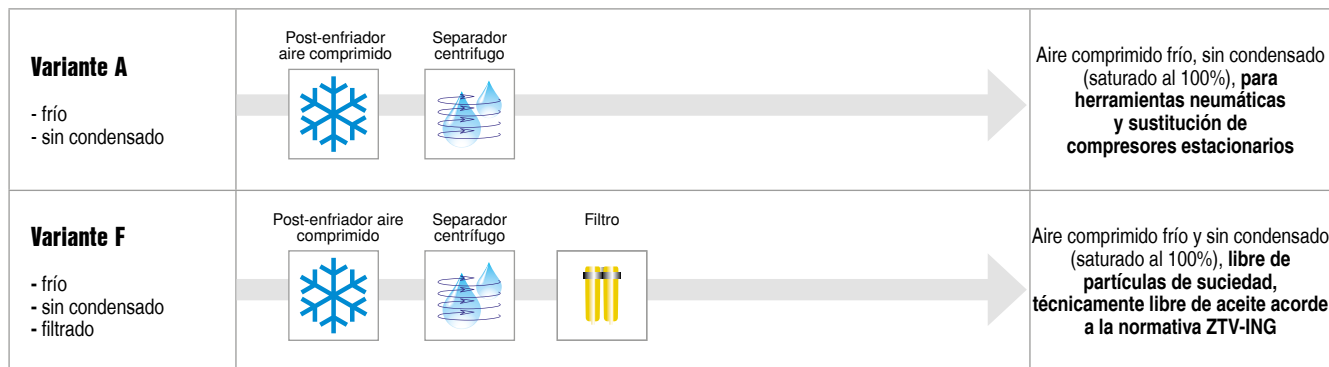 Variante A
- frío
- sin condensado
Post-enfriador
aire comprimido
Separador
centrifugo
Aire comprimido frío, sin condensado
(saturado al 100%), para
herramientas neumáticas
y sustitución de
compresores estacionarios
Variante F
- frío
- sin condensado
- filtrado
Post-enfriador aire
comprimido
Separador
centrífugo
Filtro
Aire comprimido frío y sin condensado
(saturado al 100%), libre de
partículas de suciedad,
técnicamente libre de aceite acorde
a la normativa ZTV-ING